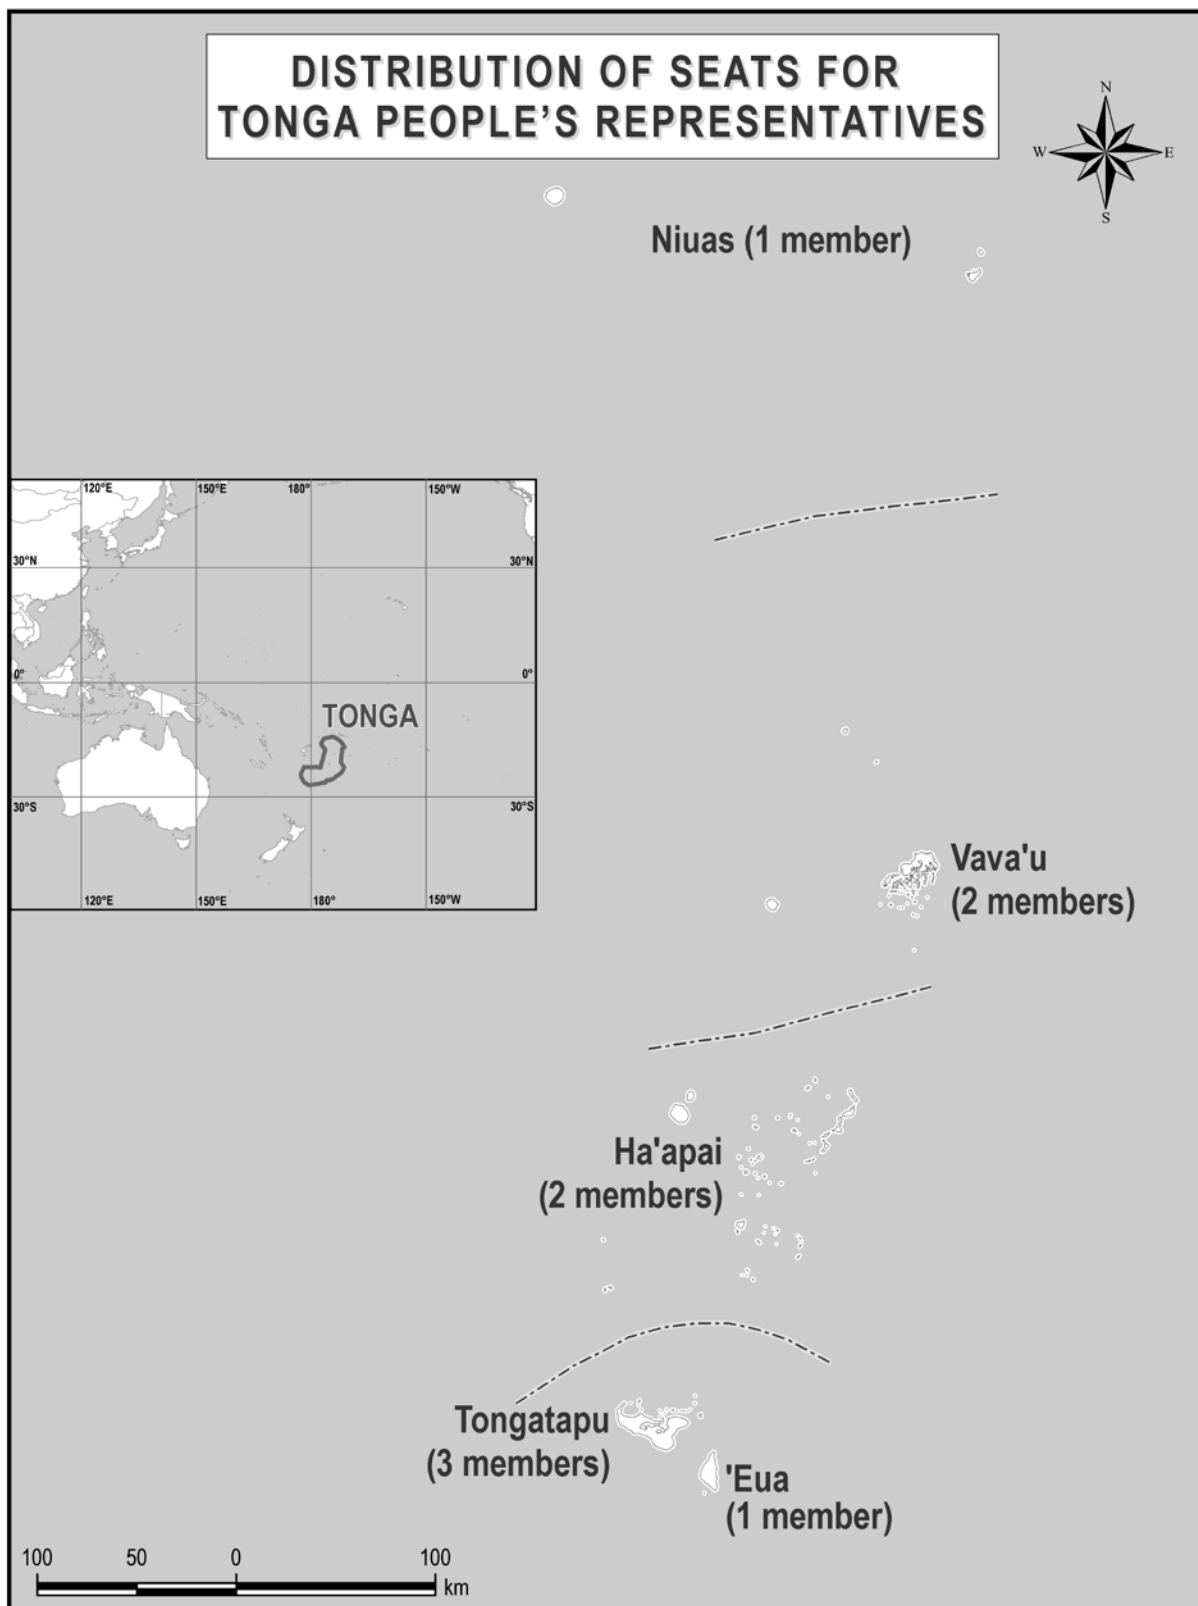 DISTRIBUTION OF SEATS FOR
TONGA PEOPLE'S REPRESENTATIVES
N
W
E
S
Niuas (1 member)
120°E
150°E
180°
150°W
30°N
30°N
0°
0°
TONGA
30°S
30°S
120°E
150°E
180°
150°W
Vava'u
(2 members)
Ha'apai
(2 members)
Tongatapu
(3 members)
'Eua
(1 member)
100
50
0
100
km